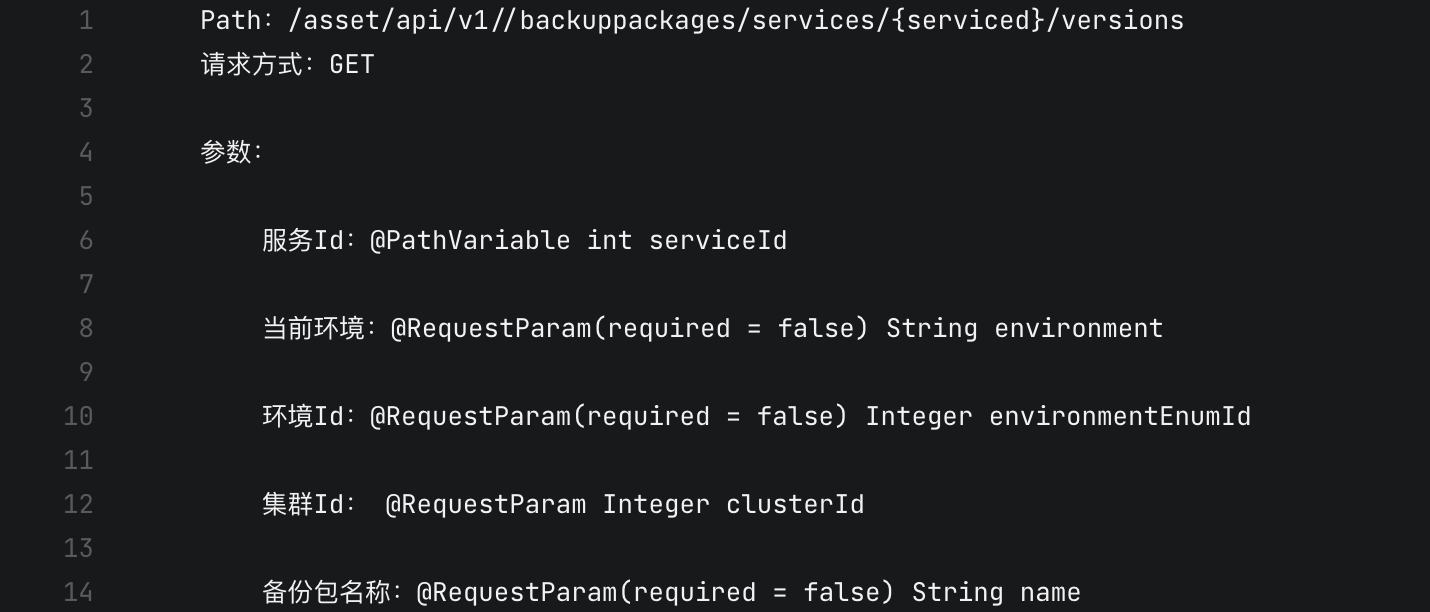 1 Path：/asset/api/v1//backuppackages/services/{serviced}/versions
2 请求方式：GET
3
4 参数：
5
6 服务Id：@PathVariable int serviceId
7
8 当前环境：@RequestParam(required = false) String environment
9
10 环境Id：@RequestParam(required = false) Integer environmentEnumId
11
12 集群Id： @RequestParam Integer clusterId
13
14 备份包名称：@RequestParam(required = false) String name